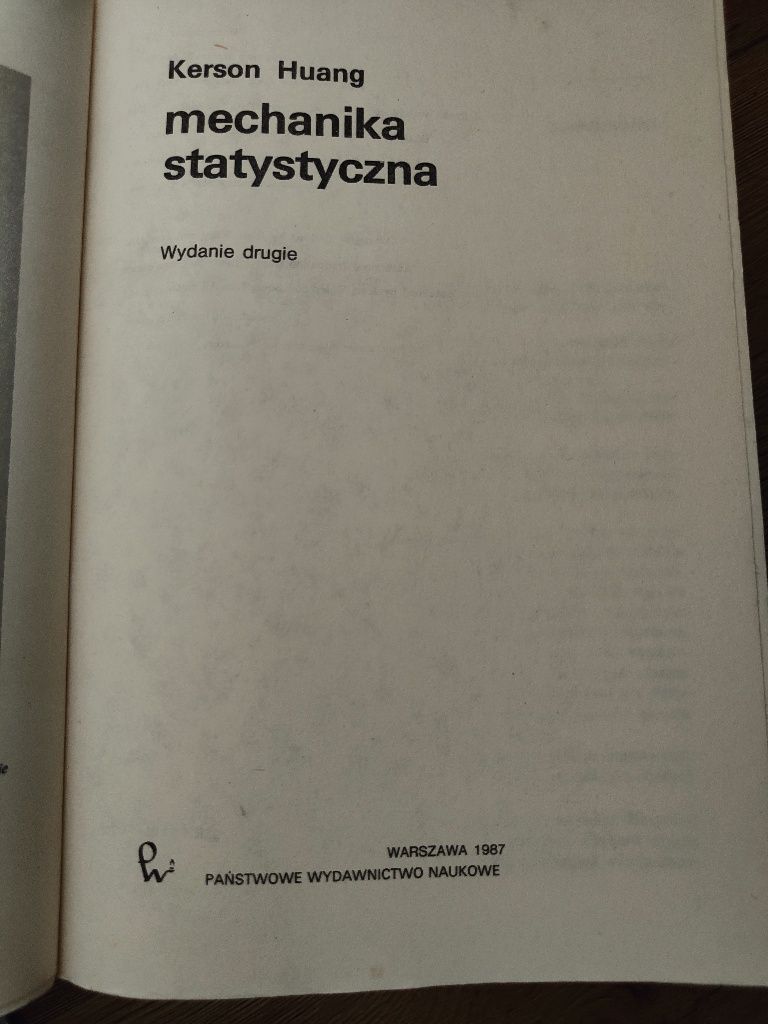 Kerson Huang
mechanika
statystyczna
Wydanie drugie
WARSZAWA 1987
PAŃSTWOWE WYDAWNICTWO NAUKOWE